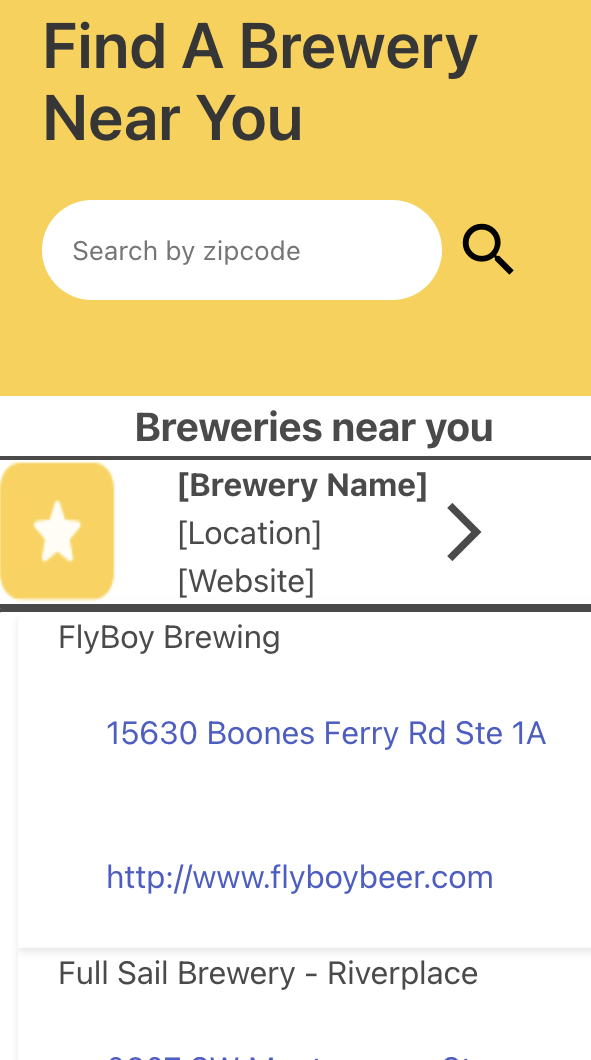 Find A Brewery
Near You
Search by zipcode
Breweries near you
[Brewery Name]
[Location]
[Website]
FlyBoy Brewing
15630 Boones Ferry Rd Ste 1A
http://www.flyboybeer.com
Full Sail Brewery - Riverplace